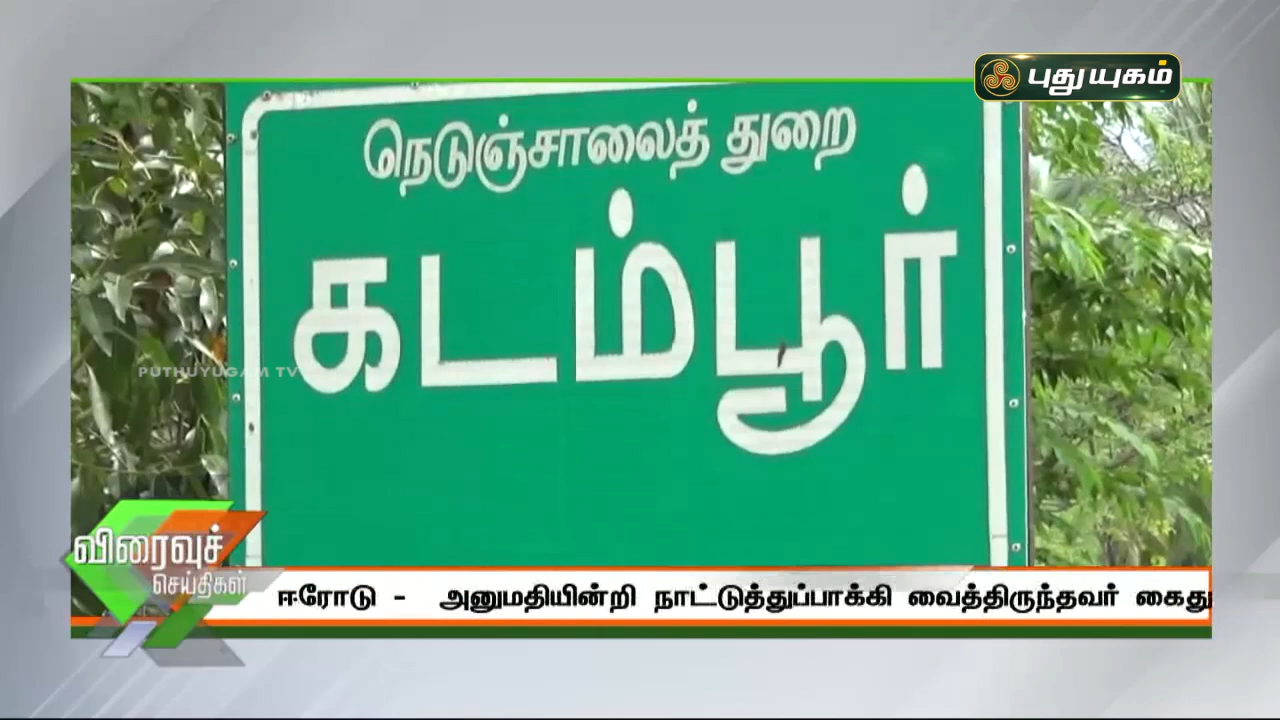 புதுயுகம்
நெடுஞ்சாலைத் துறை
கடம்பூர்
PUTHUYUGAM TV
விரைவுச்
செய்திகள்
ஈரோடு - அனுமதியின்றி நாட்டுத்துப்பாக்கி வைத்திருந்தவர் கைது